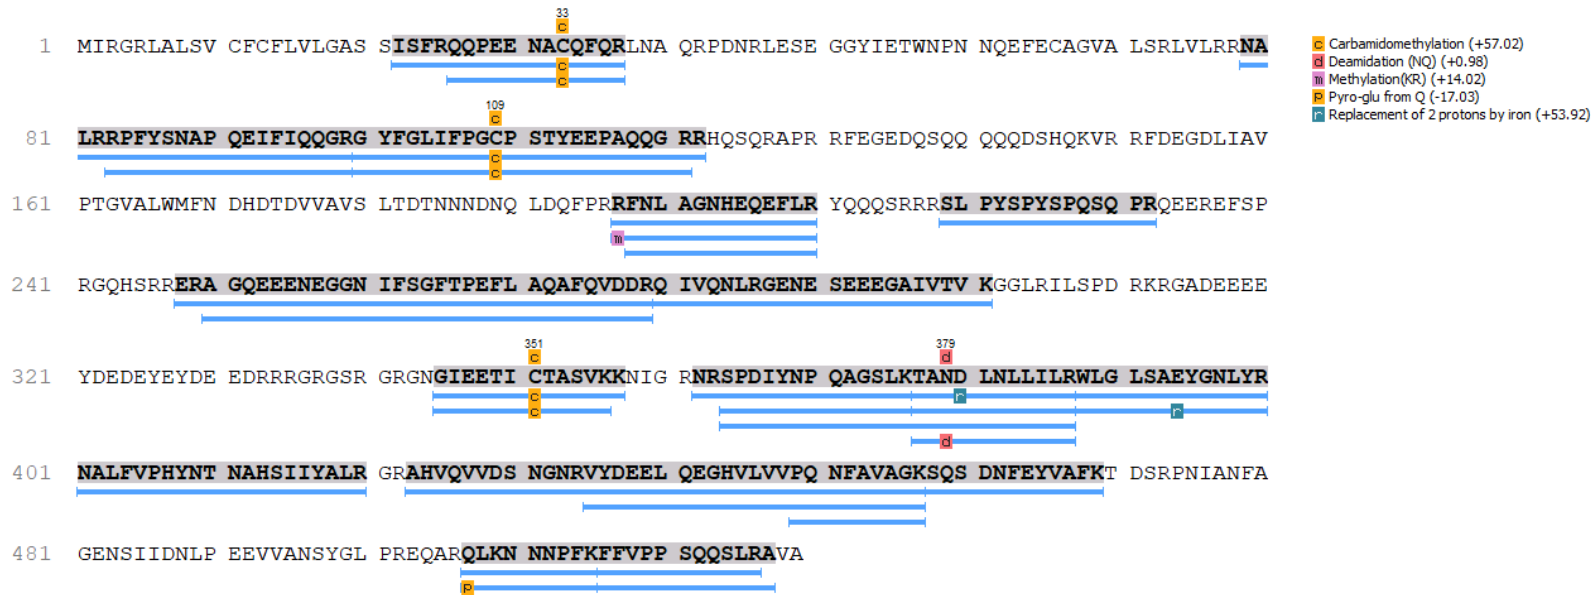 33
c
1 MIRGRLALSV CFCFLVLGAS SISFRQQPEE NACQFQRLNA QRPDNRLESE GGYIETWNPN NQEFECAGVA LSRLVLRRNA
c
c
109
c
81 LRRPFYSNAP QEIFIQQGRG YFGLIFPGCP STYEEPAQQG RRHQSQRAPR RFEGEDQSQQ QQQDSHQKVR RFDEGDLIAV
c
c
161 PTGVALWMFN DHDTDVVAVS LTDTNNNDNQ LDQFPRRFNL AGNHEQEFLR YQQQSRRRSL PYSPYSPQSQ PRQEEREFSP
m
241 RGQHSRRERA GQEEENEGGN IFSGFTPEFL AQAFQVDDRQ IVQNLRGENE SEEEGAIVTV KGGLRILSPD RKRGADEEEE
351 379
c d
321 YDEDEYEYDE EDRRRGRGSR GRGNGIEETI CTASVKKNIG RNRSPDIYNP QAGSLKTAND LNLLILRWLG LSAEYGNLYR
c r
c r
d
401 NALFVPHYNT NAHSIIYALR GRAHVQVVDS NGNRVYDEEL QEGHVLVVPQ NFAVAGKSQS DNFEYVAFKT DSRPNIANFA
481 GENSIIDNLP EEVVANSYGL PREQARQLKN NNPFKFFVPP SQQSLRAVA
p
c Carbamidomethylation (+57.02)
d Deamidation (NQ) (+0.98)
m Methylation(KR) (+14.02)
p Pyro-glu from Q (-17.03)
r Replacement of 2 protons by iron (+53.92)